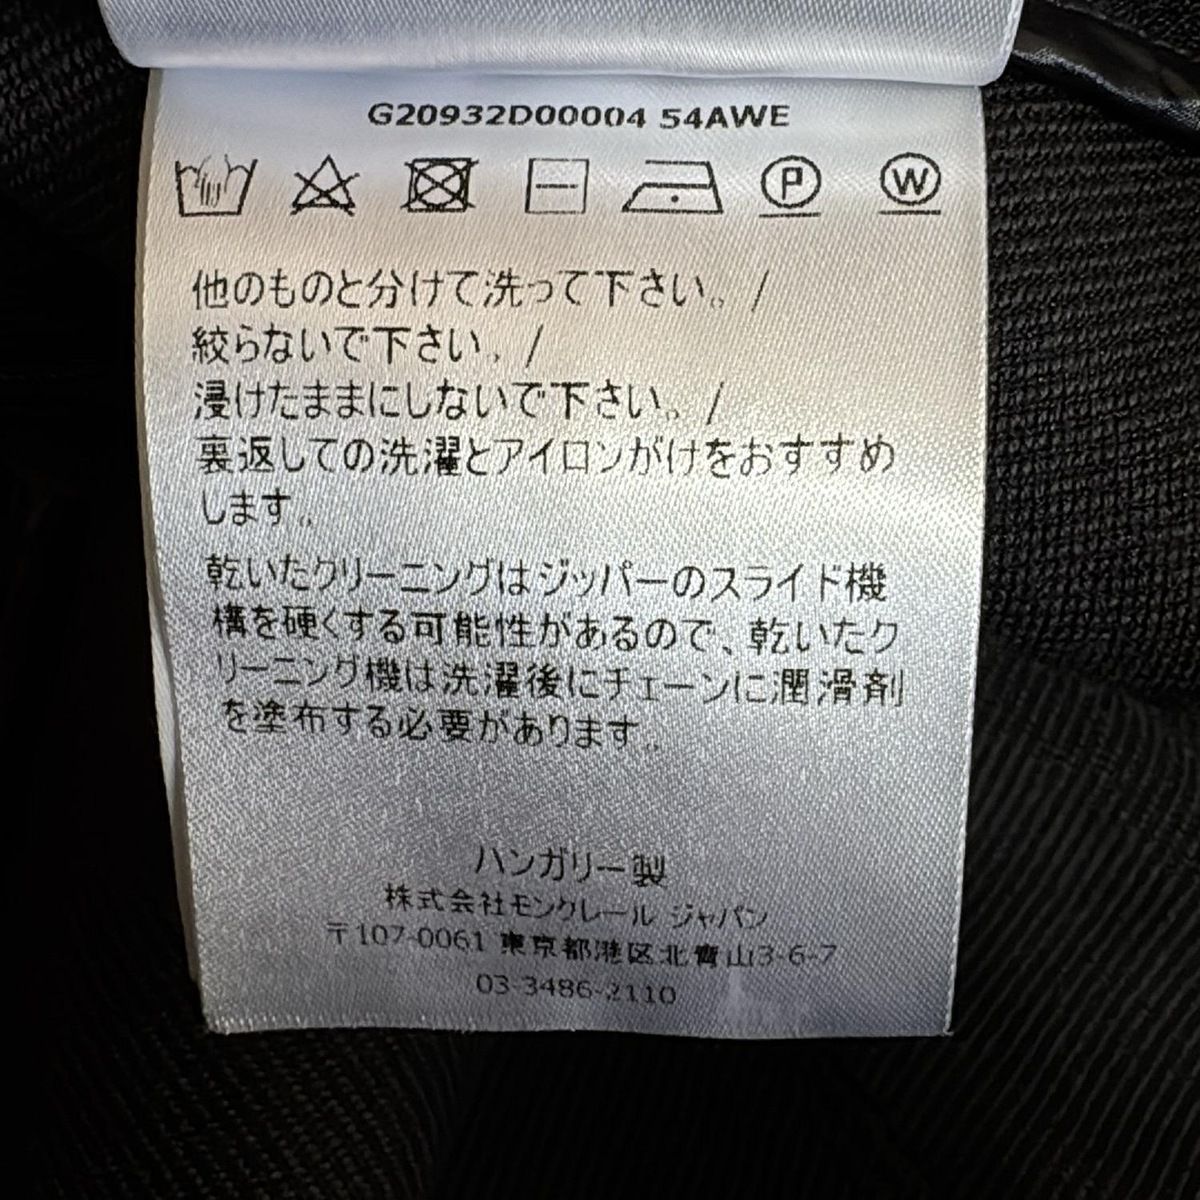 G20932D00004 54AWE
P W
他のものと分けて洗って下さい。/
絞らないで下さい。/
浸けたままにしないで下さい。/
裏返しての洗濯とアイロンがけをおすすめ
します。
乾いたクリーニングはジッパーのスライド機
構を硬くする可能性があるので、乾いたク
リーニング機は洗濯後にチェーンに潤滑剤
を塗布する必要があります。
ハンガリー製
株式会社モンクレール ジャパン
〒107-0061 東京都港区北青山3-6-7
03-3486-2110